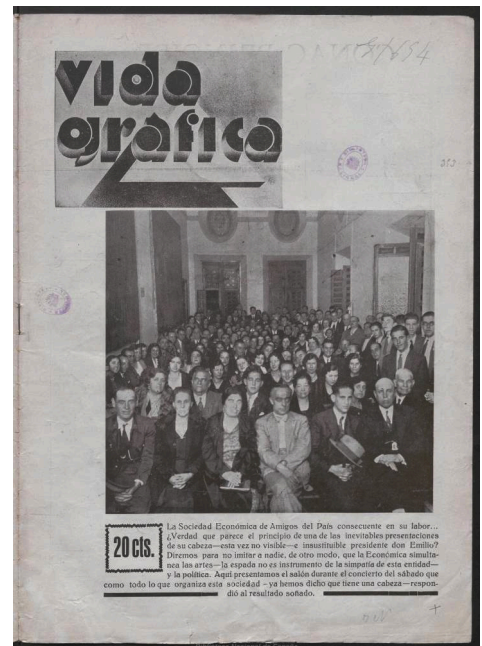 vida
gráfica
20 cts.
La Sociedad Económica de Amigos del País consecuente en su labor...
¿Verdad que parece el principio de una de las inevitables presentaciones
de su cabeza—esta vez no visible—e insustituible presidente don Emilio?
Diremos para no imitar a nadie, de otro modo, que la Económica simulta-
nea las artes—la espada no es instrumento de la simpatía de esta entidad—
y la política. Aquí presentamos el salón durante el concierto del sábado que
como todo lo que organiza esta sociedad - ya hemos dicho que tiene una cabeza—respon-
dió al resultado soñado.